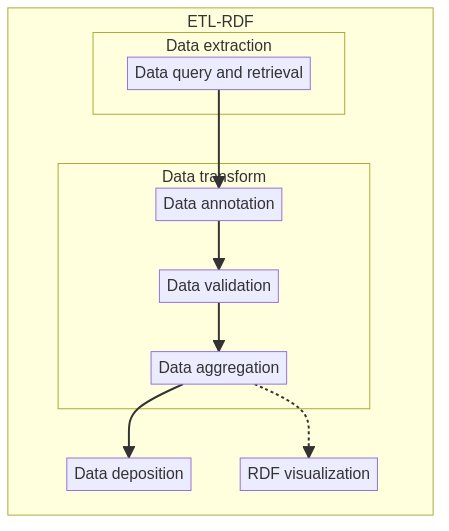 ETL-RDF
Data extraction
Data query and retrieval
Data transform
Data annotation
Data validation
Data aggregation
Data deposition
RDF visualization